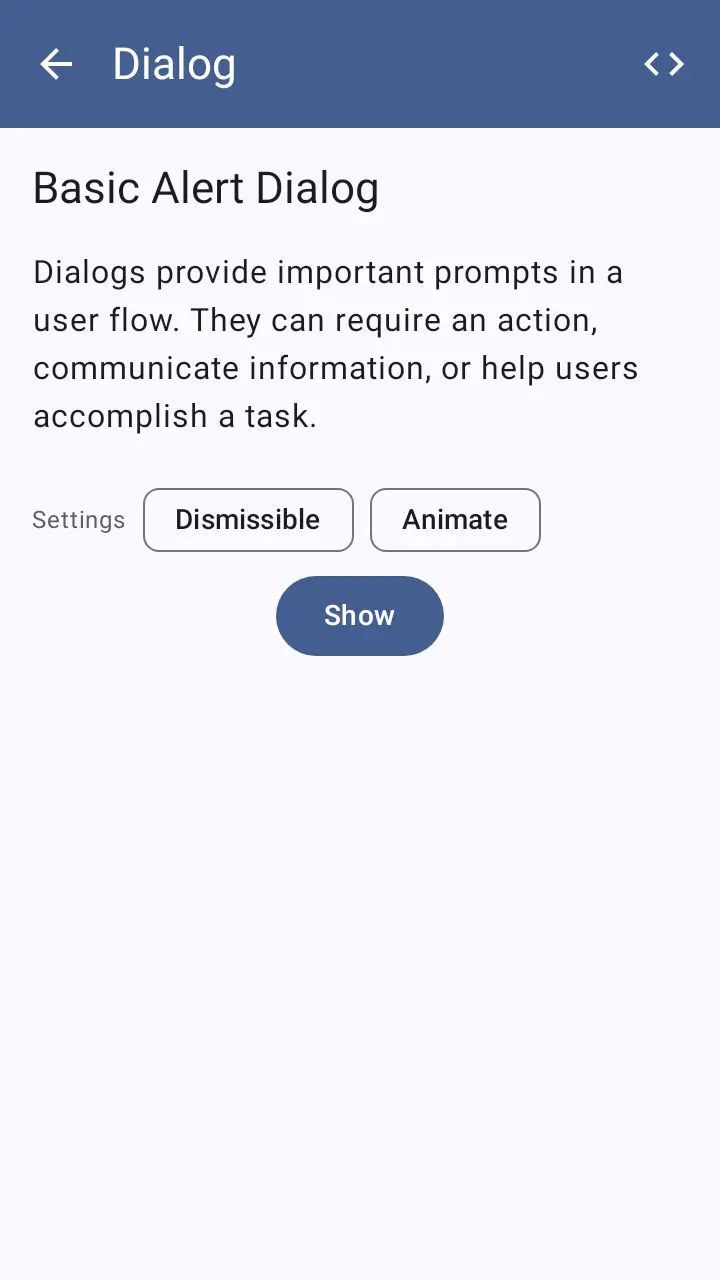 Dialog
Basic Alert Dialog
Dialogs provide important prompts in a
user flow. They can require an action,
communicate information, or help users
accomplish a task.
Settings Dismissible Animate
Show